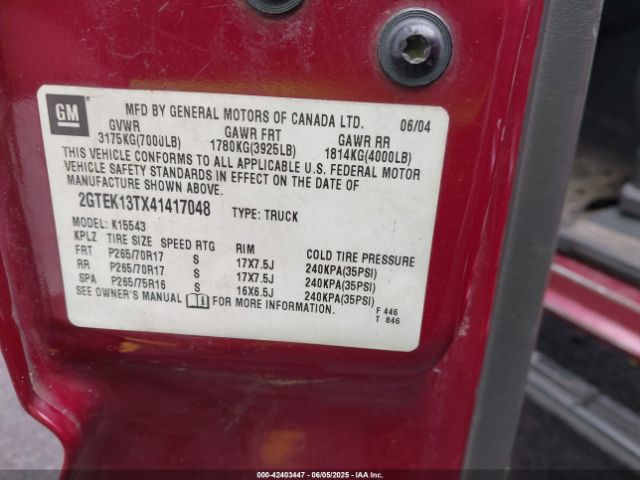 GM
MFD BY GENERAL MOTORS OF CANADA LTD. 06/04
GVWR GAWR FRT GAWR RR
3175KG(7000LB) 1780KG(3925LB) 1814KG(4000LB)
THIS VEHICLE CONFORMS TO ALL APPLICABLE U.S. FEDERAL MOTOR
VEHICLE SAFETY STANDARDS IN EFFECT ON THE DATE OF
MANUFACTURE SHOWN ABOVE.
2GTEK13TX41417048 TYPE: TRUCK
MODEL: K15543
KPLZ TIRE SIZE SPEED RTG RIM COLD TIRE PRESSURE
FRT P265/70R17 S 17X7.5J 240KPA(35PSI)
RR P265/70R17 S 17X7.5J 240KPA(35PSI)
SPA P265/75R16 S 16X6.5J 240KPA(35PSI)
SEE OWNER'S MANUAL FOR MORE INFORMATION.
F 446
T 846
00-42403447 - 06/05/2025 - IAA Inc.